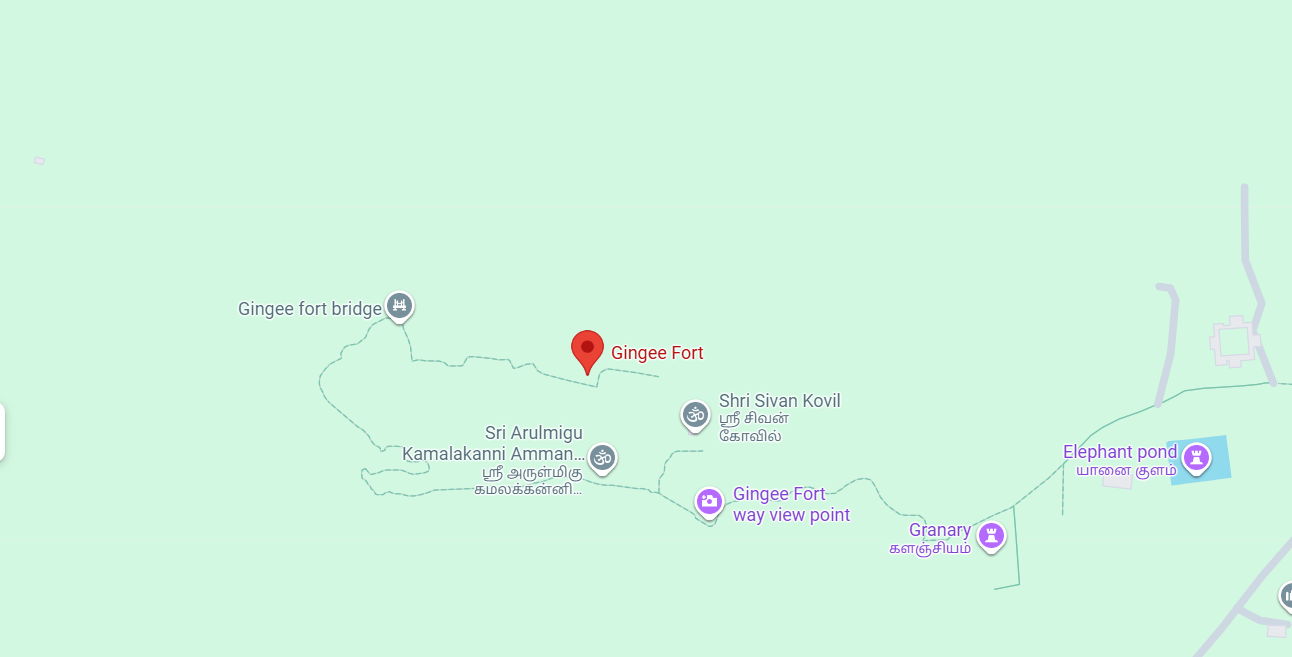 Gingee fort bridge
Gingee Fort
Shri Sivan Kovil
ஸ்ரீ சிவன்
கோவில்
Sri Arulmigu
Kamalakanni Amman...
ஸ்ரீ அருள்மிகு
கமலக்கன்னி...
Elephant pond
யானை குளம்
Gingee Fort
way view point
Granary
களஞ்சியம்